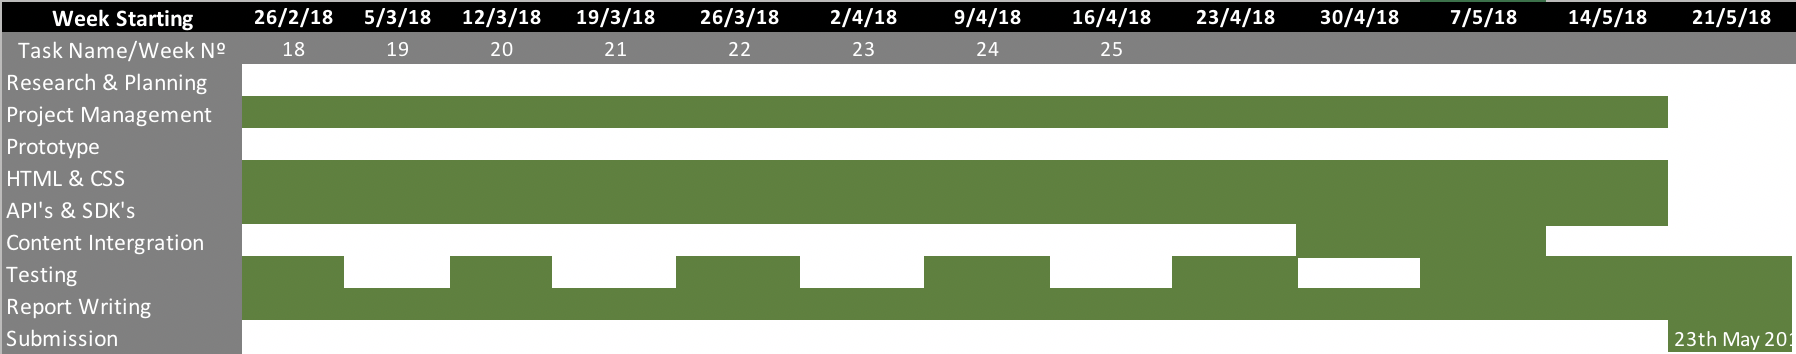 Week Starting 26/2/18 5/3/18 12/3/18 19/3/18 26/3/18 2/4/18 9/4/18 16/4/18 23/4/18 30/4/18 7/5/18 14/5/18 21/5/18
Task Name/Week Nº 18 19 20 21 22 23 24 25
Research & Planning
Project Management
Prototype
HTML & CSS
API's & SDK's
Content Intergration
Testing
Report Writing
Submission 23th May 201